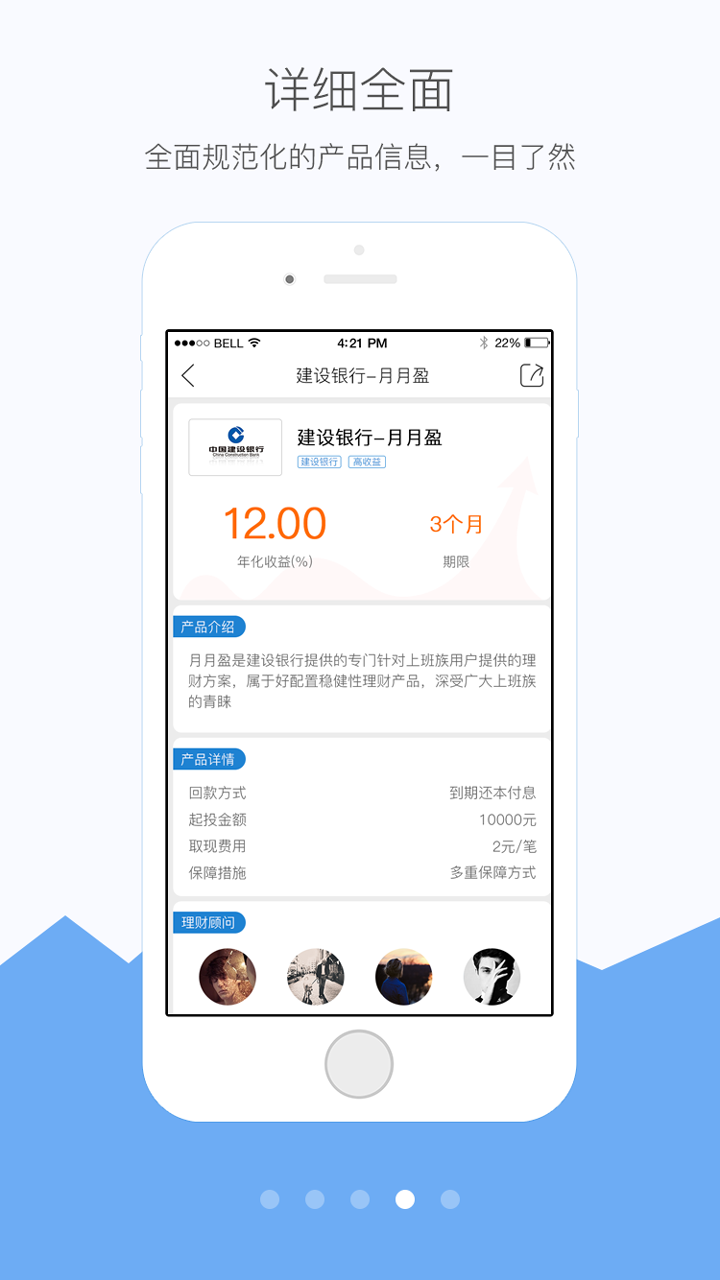 详细全面
全面规范化的产品信息，一目了然
BELL 4:21 PM 22%
建设银行-月月盈
中国建设银行
China Construction Bank
建设银行-月月盈
建设银行 高收益
12.00 3个月
年化收益(%) 期限
产品介绍
月月盈是建设银行提供的专门针对上班族用户提供的理
财方案，属于好配置稳健性理财产品，深受广大上班族
的青睐
产品详情
回款方式 到期还本付息
起投金额 10000元
取现费用 2元/笔
保障措施 多重保障方式
理财顾问